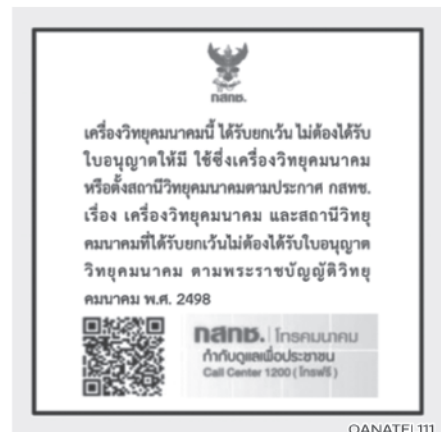 กสทช.
เครื่องวิทยุคมนาคมนี้ ได้รับยกเว้น ไม่ต้องได้รับ
ใบอนุญาตให้มี ใช้ซึ่งเครื่องวิทยุคมนาคม
หรือตั้งสถานีวิทยุคมนาคมตามประกาศ กสทช.
เรื่อง เครื่องวิทยุคมนาคม และสถานีวิทยุ
คมนาคมที่ได้รับยกเว้นไม่ต้องได้รับใบอนุญาต
วิทยุคมนาคม ตามพระราชบัญญัติวิทยุ
คมนาคม พ.ศ. 2498
กสทช. โทรคมนาคม
กำกับดูแลเพื่อประชาชน
Call Center 1200 ( โทรฟรี )
OANATEL111